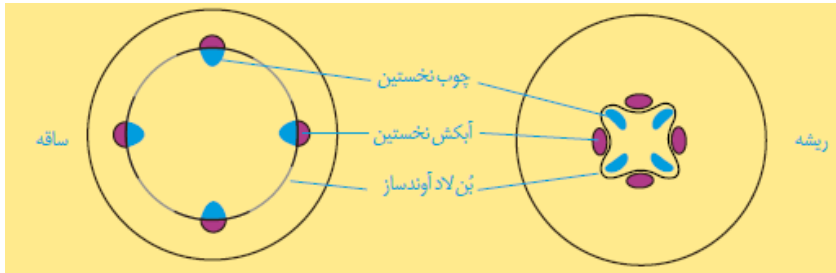 چوب نخستین
ریشه
آبکش نخستین
ساقه
بُن لاد آوندساز